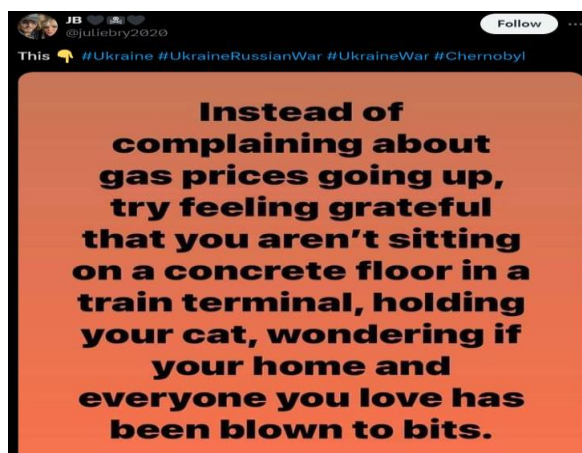 JB 🖤☠️🖤
@juliebry2020
Follow
...
This 👇 #Ukraine #UkraineRussianWar #UkraineWar #Chernobyl
Instead of
complaining about
gas prices going up,
try feeling grateful
that you aren't sitting
on a concrete floor in a
train terminal, holding
your cat, wondering if
your home and
everyone you love has
been blown to bits.